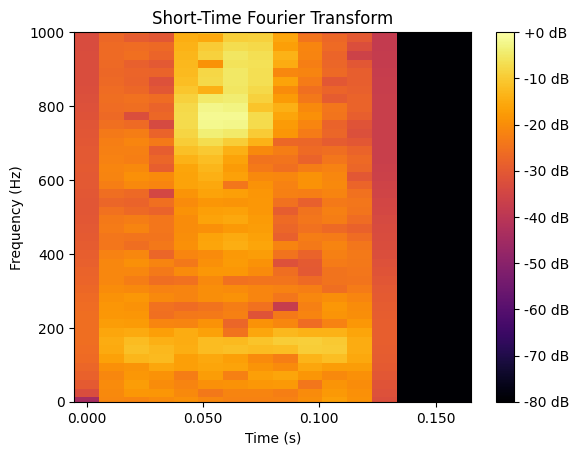 Short-Time Fourier Transform
1000
800
600
400
200
0
Frequency (Hz)
0.000
0.050
0.100
0.150
Time (s)
+0 dB
-10 dB
-20 dB
-30 dB
-40 dB
-50 dB
-60 dB
-70 dB
-80 dB